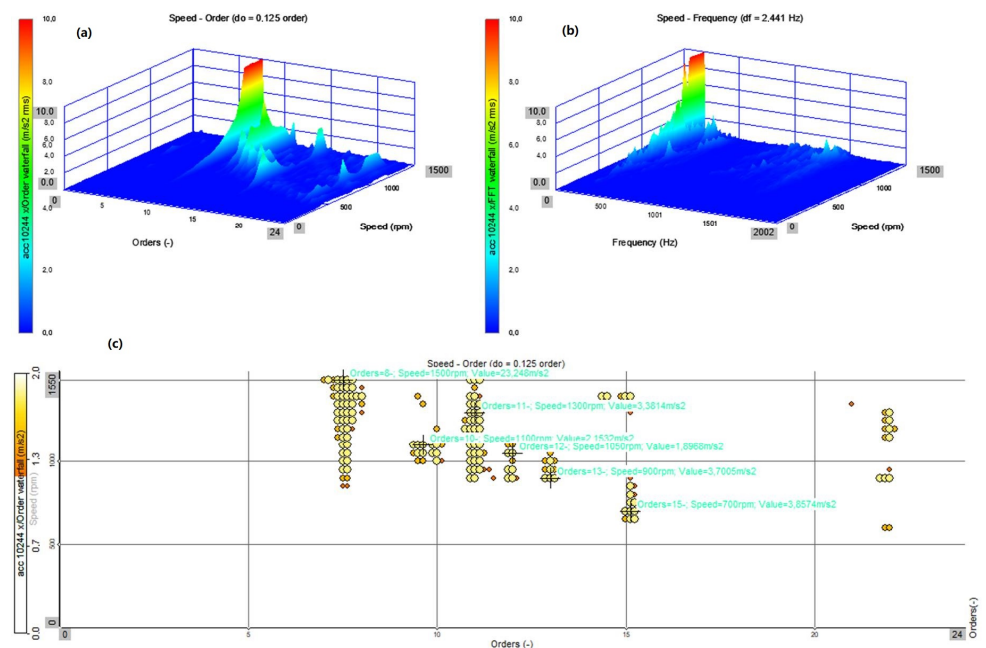 10,0
Speed - Order (do = 0.125 order)
(a)
8,0
6,0
4,0
2,0
0,0
acc 10244 x/Order waterfall (m/s2 rms)
10.0
8,0
6,0
4,0
0.0
0
5
10
15
20
24
0
500
1000
1500
Orders (-)
Speed (rpm)
10,0
Speed - Frequency (df = 2.441 Hz)
(b)
8,0
6,0
4,0
2,0
0,0
acc 10244 x/FFT waterfall (m/s2 rms)
10.0
8,0
6,0
4,0
2,0
0.0
0
500
1001
1501
2002
0
500
1000
1500
Frequency (Hz)
Speed (rpm)
(c)
Speed - Order (do = 0.125 order)
2.0
1.3
0.7
0.0
acc 10244 x/Order waterfall (m/s2)
Speed (rpm)
1550
1000
500
0
Orders=8-; Speed=1500rpm; Value=23,248m/s2
Orders=11-; Speed=1300rpm; Value=3,3814m/s2
Orders=10-; Speed=1100rpm; Value=2,1532m/s2
Orders=12-; Speed=1050rpm; Value=1,6968m/s2
Orders=13-; Speed=900rpm; Value=3,7005m/s2
Orders=15-; Speed=700rpm; Value=3,8574m/s2
0
5
10
15
20
24
Orders (-)
Orders(-)